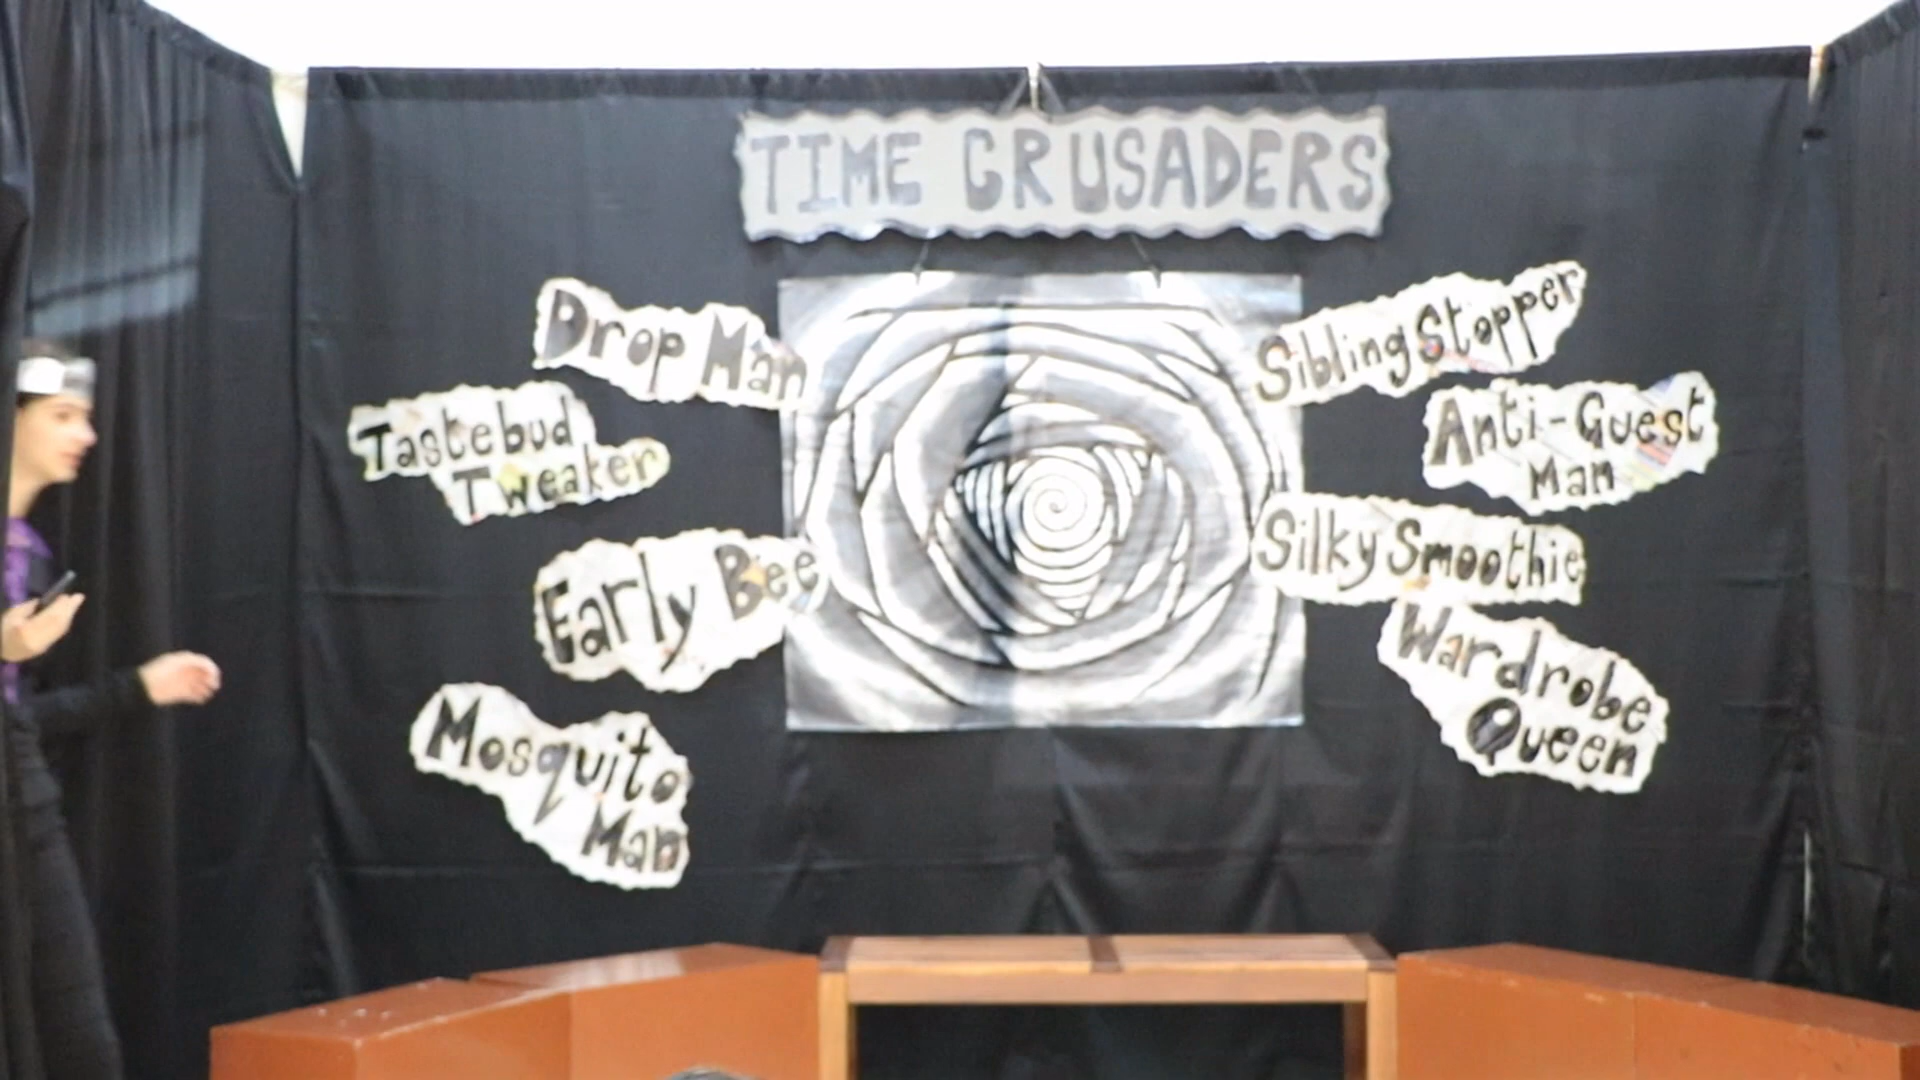 TIME CRUSADERS
Drop Man
Tastebud
Tweaker
Early Bee
Mosquito
Man
Sibling Stopper
Anti-Guest
Man
Silky Smoothie
Wardrobe
Queen